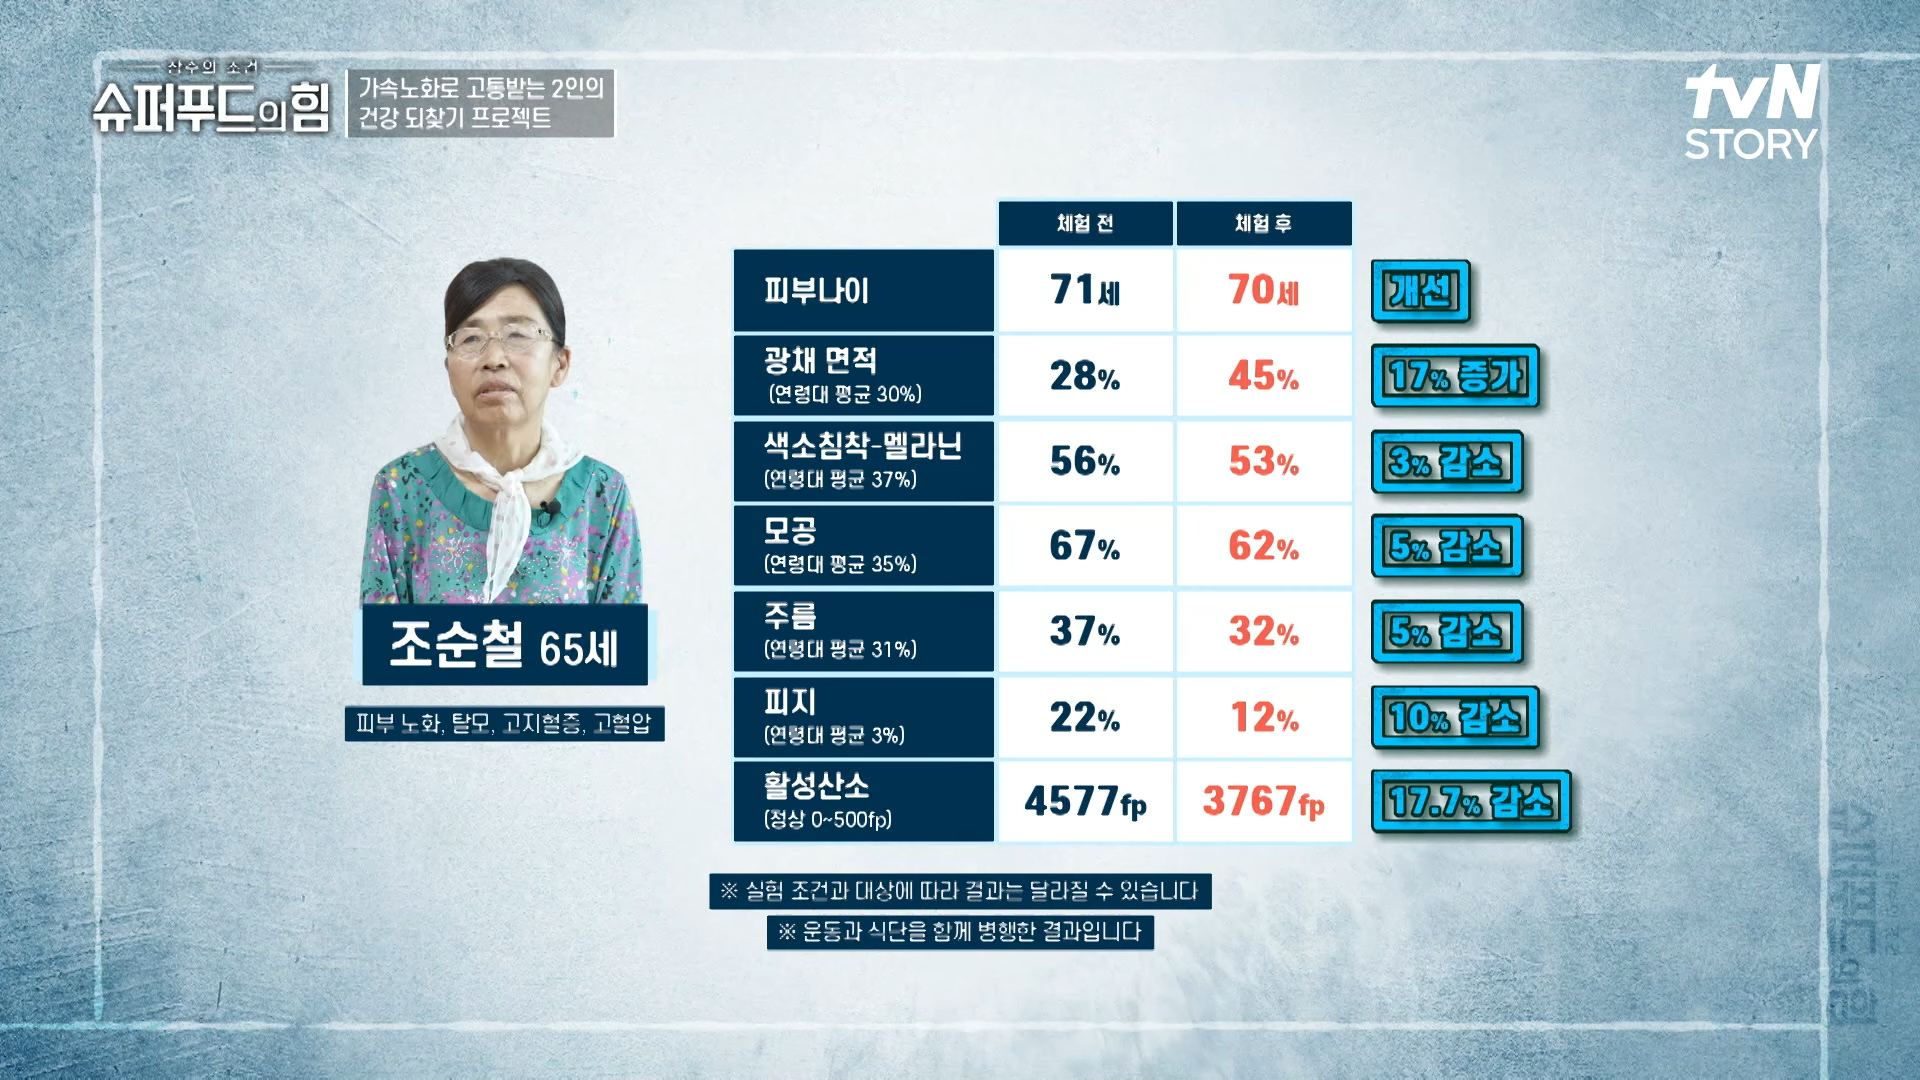 장수의 조건
슈퍼푸드의 힘
가속노화로 고통받는 2인의
건강 되찾기 프로젝트
tvN
STORY
체험 전 체험 후
피부나이 71세 70세 개선
광채 면적 28% 45% 17% 증가
(연령대 평균 30%)
색소침착-멜라닌 56% 53% 3% 감소
(연령대 평균 37%)
모공 67% 62% 5% 감소
(연령대 평균 35%)
주름 37% 32% 5% 감소
(연령대 평균 31%)
피지 22% 12% 10% 감소
(연령대 평균 3%)
활성산소 4577fp 3767fp 17.7% 감소
(정상 0~500fp)
조순철 65세
피부 노화, 탈모, 고지혈증, 고혈압
※ 실험 조건과 대상에 따라 결과는 달라질 수 있습니다
※ 운동과 식단을 함께 병행한 결과입니다
슈퍼푸드의 힘